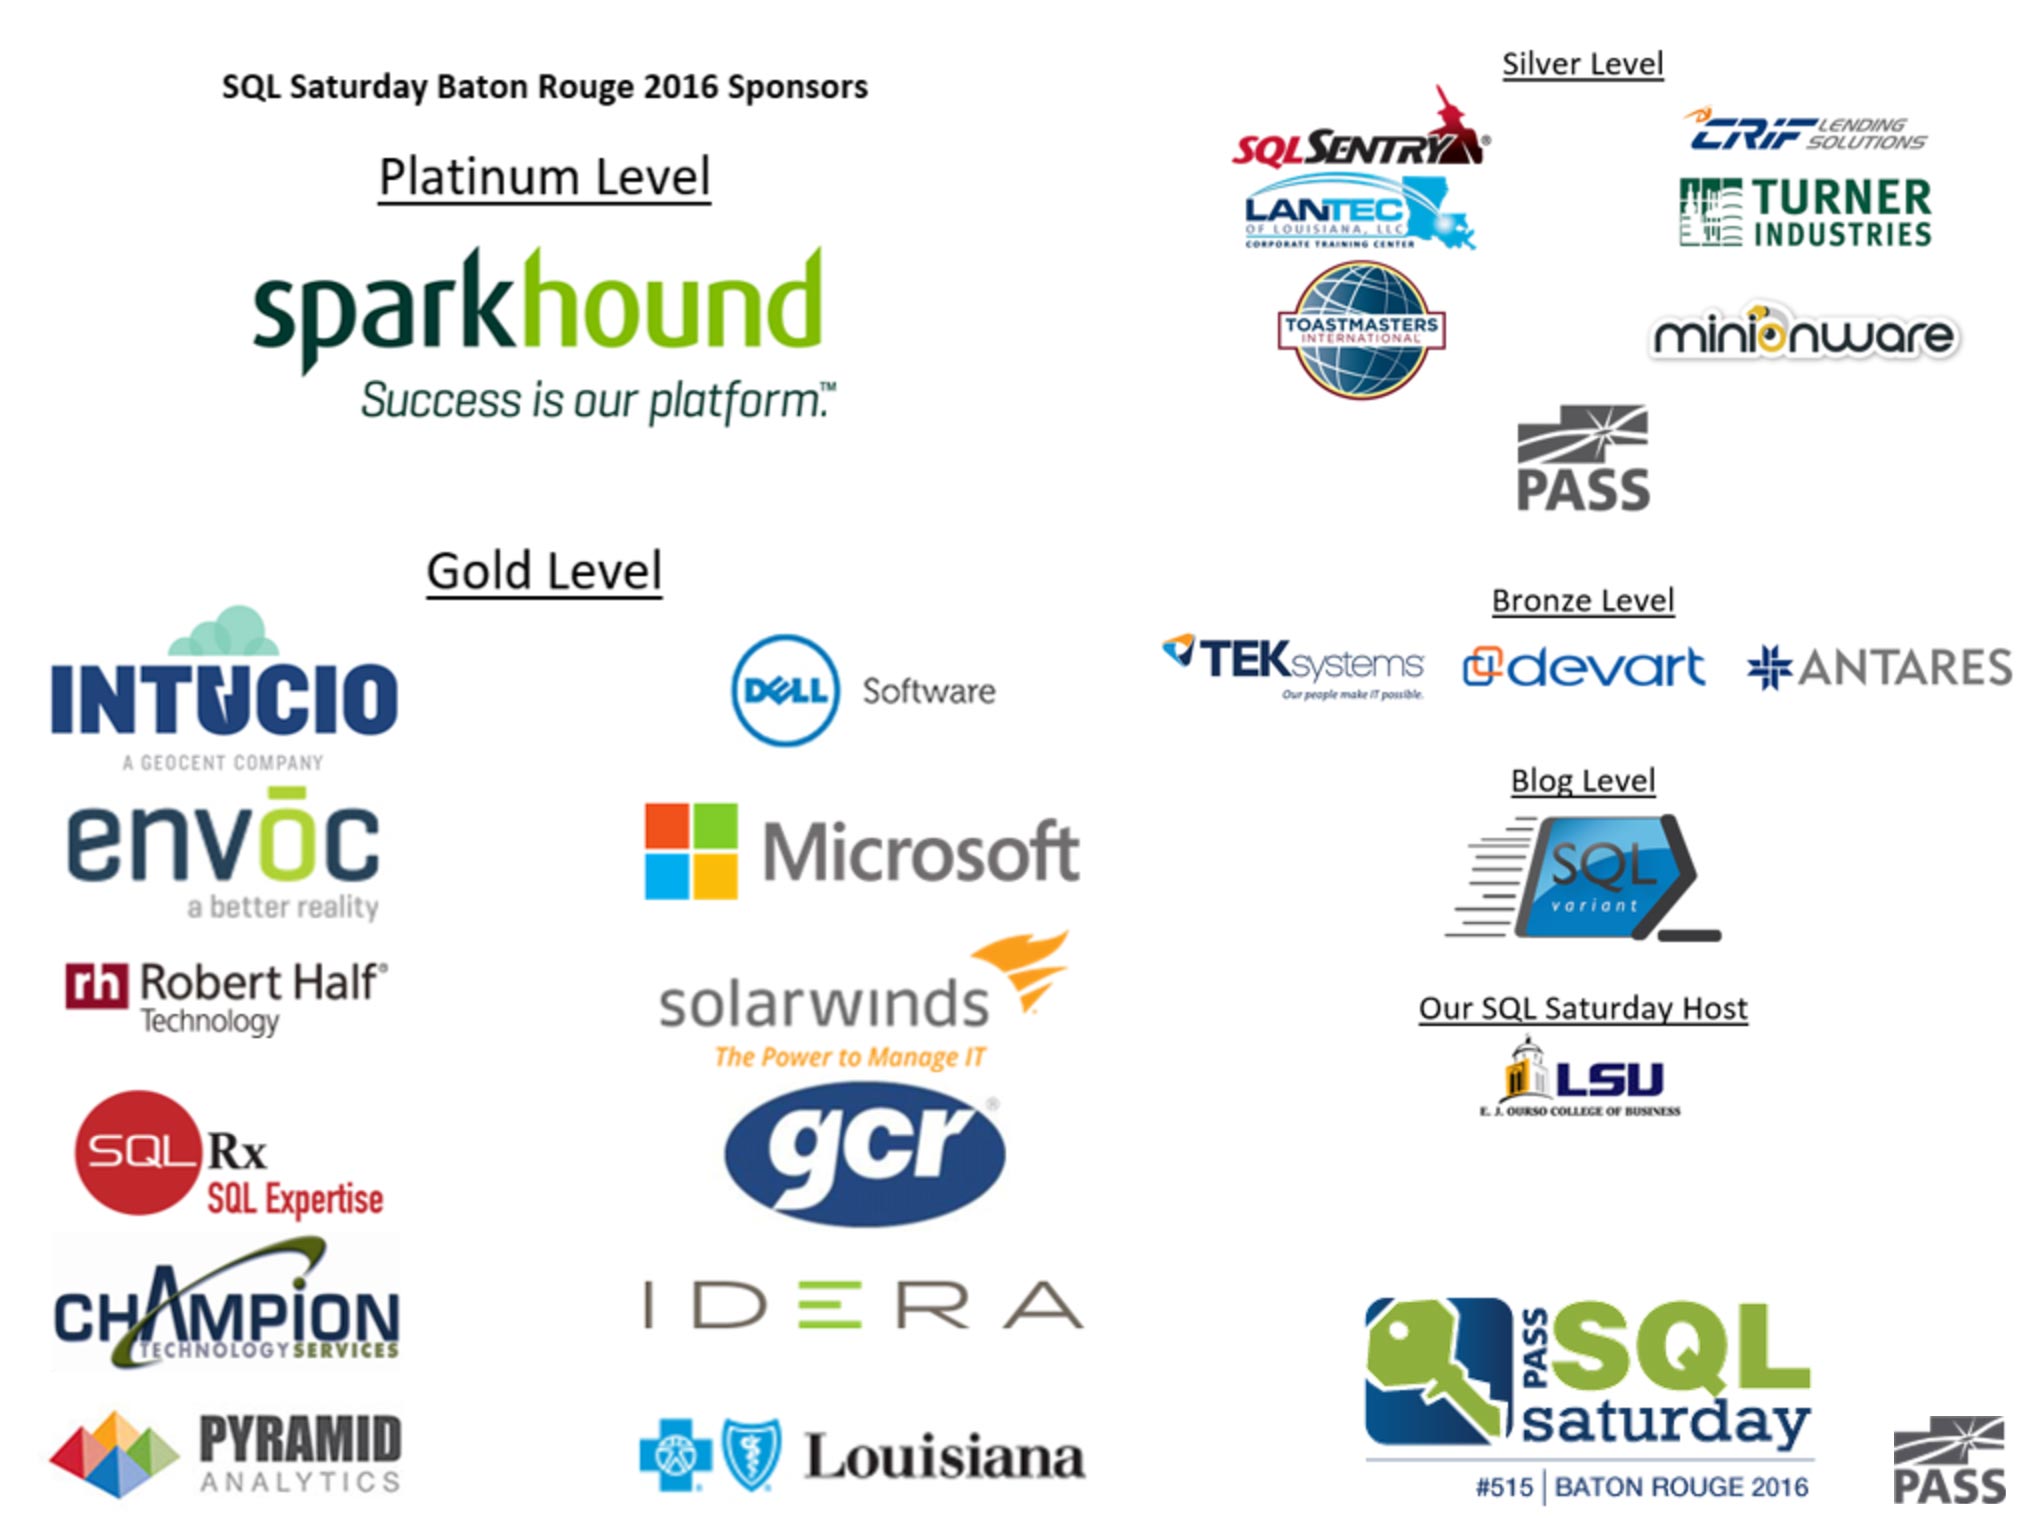 SQL Saturday Baton Rouge 2016 Sponsors
Platinum Level
sparkhound
Success is our platform.™
Gold Level
INTUCIO
A GEOCENT COMPANY
DELL Software
envōc
a better reality
Microsoft
rh Robert Half®
Technology
solarwinds
The Power to Manage IT
SQL Rx
SQL Expertise
gcr®
CHAMPION
TECHNOLOGY SERVICES
IDERA
PYRAMID
ANALYTICS
Louisiana
Silver Level
SQLSENTRY®
CRIF LENDING
SOLUTIONS
LANTEC
OF LOUISIANA, LLC
CORPORATE TRAINING CENTER
TURNER
INDUSTRIES
TOASTMASTERS
INTERNATIONAL
minionware
PASS
Bronze Level
TEKsystems
Our people make IT possible.
devart
ANTARES
Blog Level
SQL
variant
Our SQL Saturday Host
LSU
E. J. OURSO COLLEGE OF BUSINESS
PASS SQL
saturday
#515 | BATON ROUGE 2016
PASS